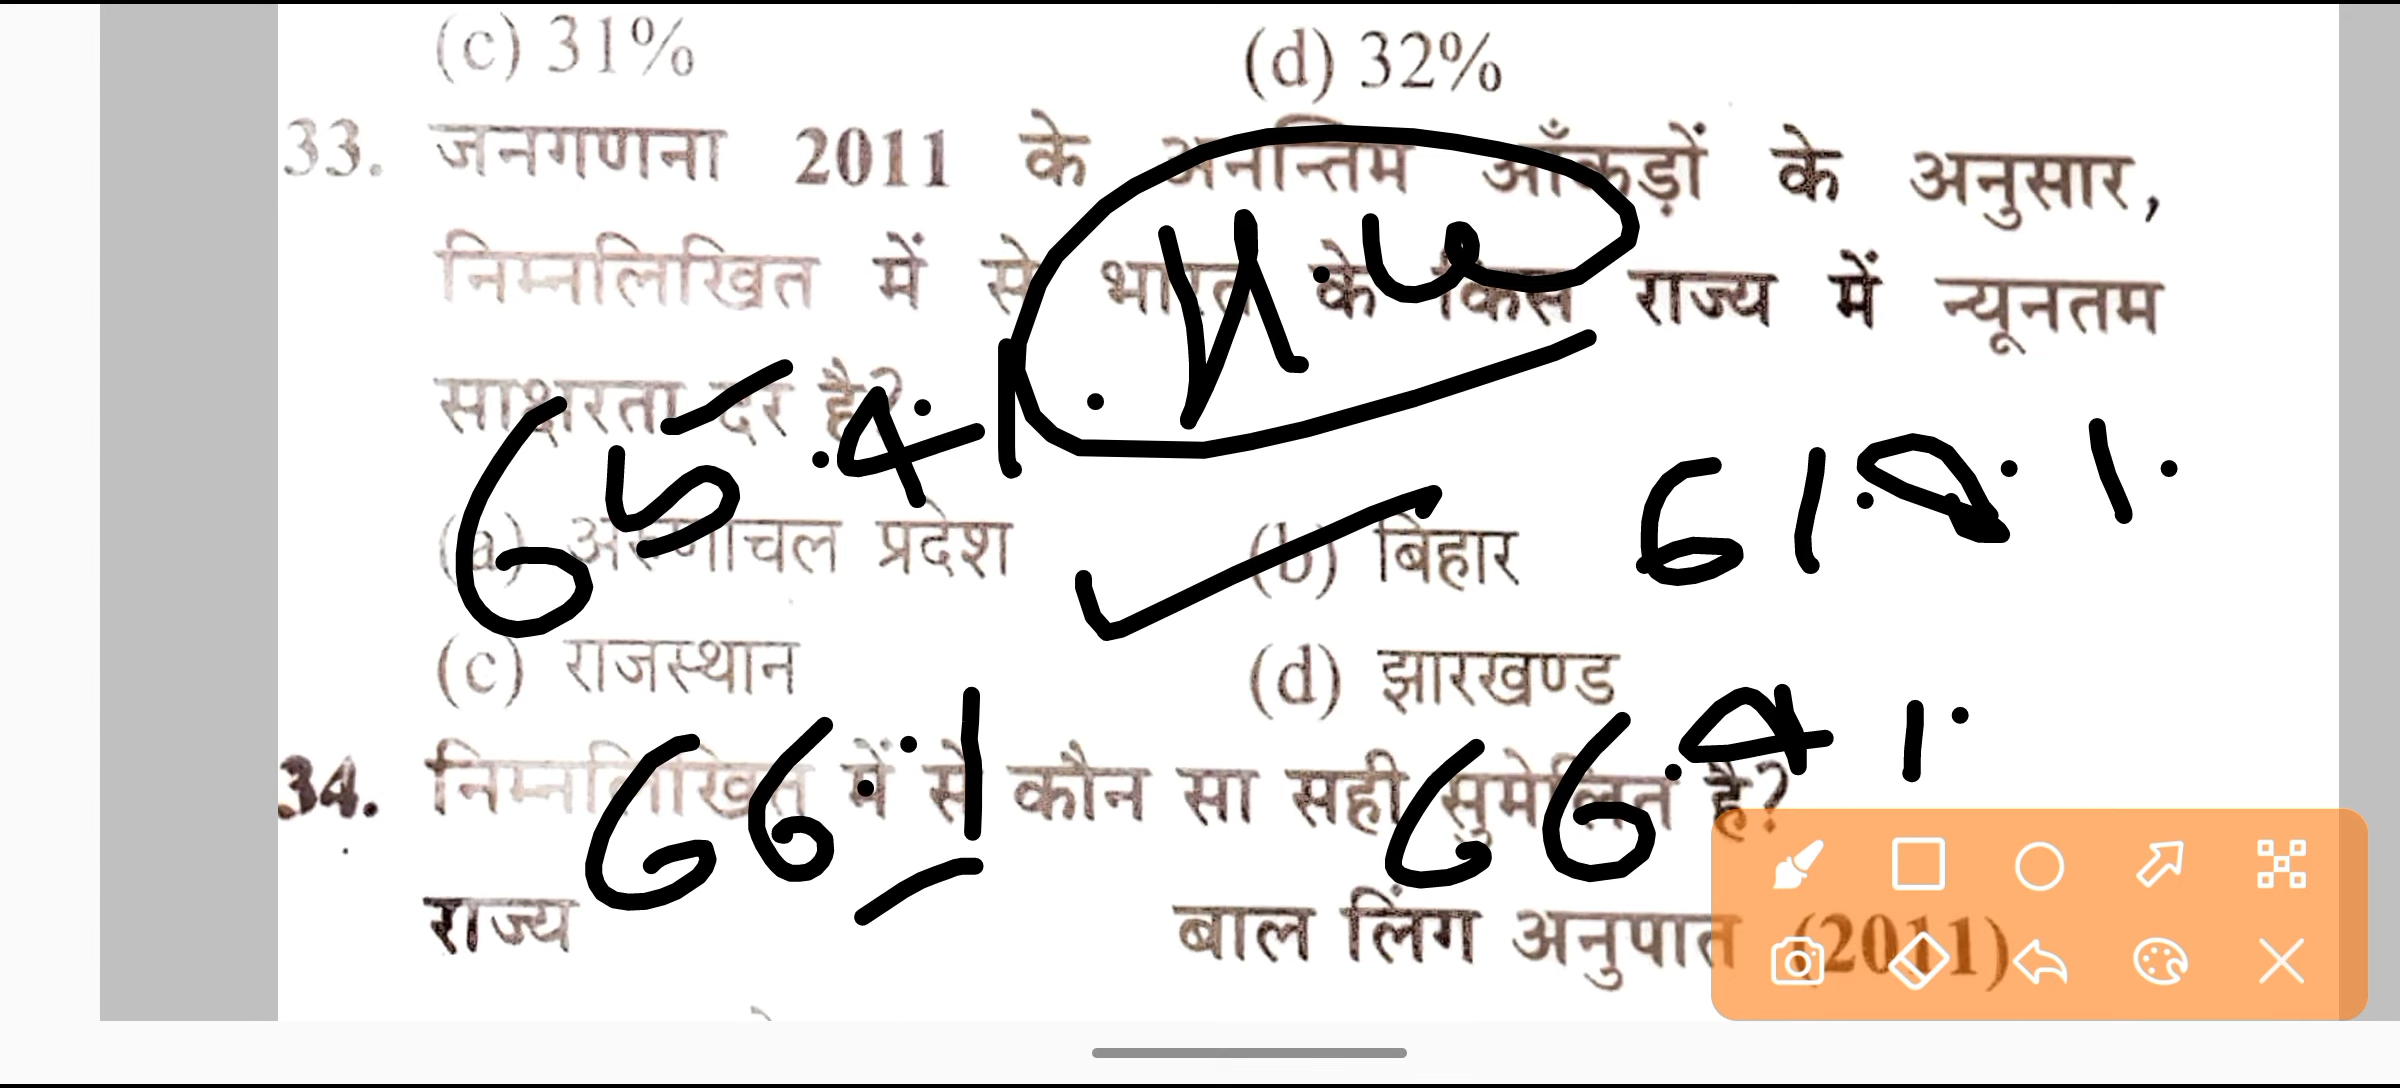 (c) 31% (d) 32%
33. जनगणना 2011 के अनन्तिम आँकड़ों के अनुसार,
निम्नलिखित में से भारत के किस राज्य में न्यूनतम
साक्षरता दर है?
65.4%
(a) अरुणाचल प्रदेश (b) बिहार 61.8%
(c) राजस्थान (d) झारखण्ड
66.1 66.4%
34. निम्नलिखित में से कौन सा सही सुमेलित है?
राज्य बाल लिंग अनुपात (2011)